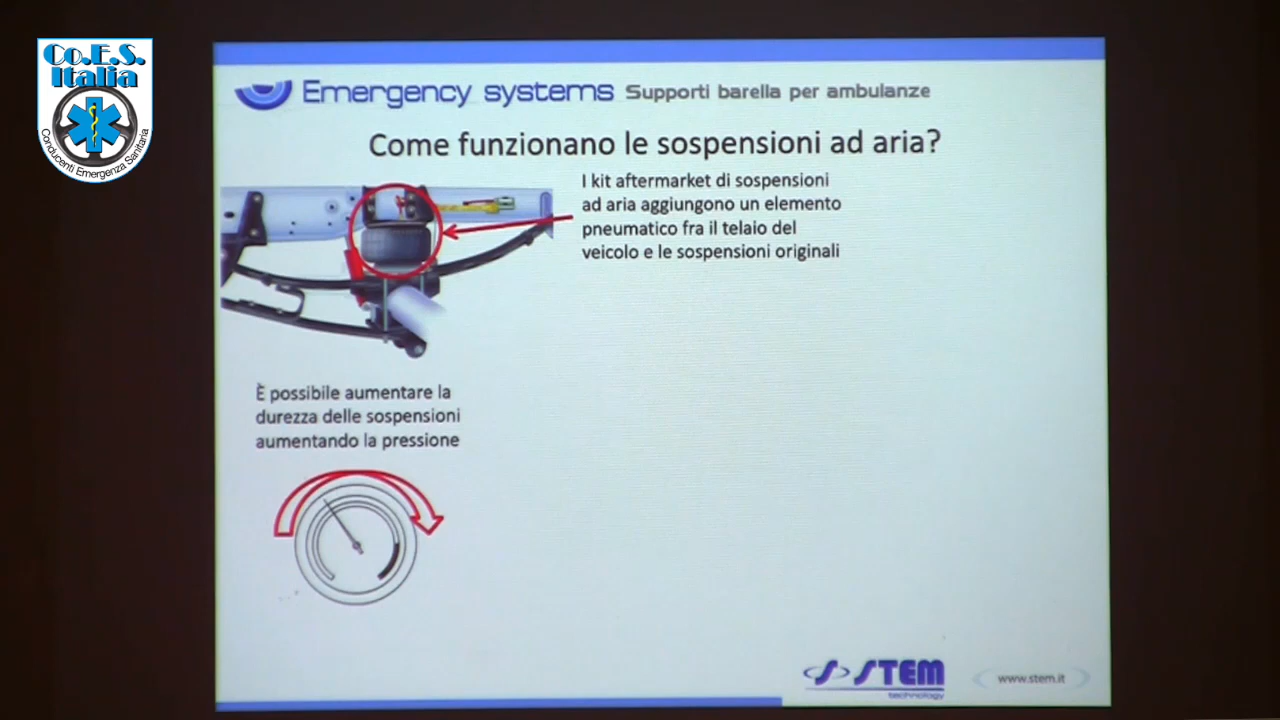 Co.E.S.
Italia
Conducenti Emergenza Sanitaria
Emergency systems Supporti barella per ambulanze
Come funzionano le sospensioni ad aria?
I kit aftermarket di sospensioni
ad aria aggiungono un elemento
pneumatico fra il telaio del
veicolo e le sospensioni originali
È possibile aumentare la
durezza delle sospensioni
aumentando la pressione
STEM
technology
www.stem.it